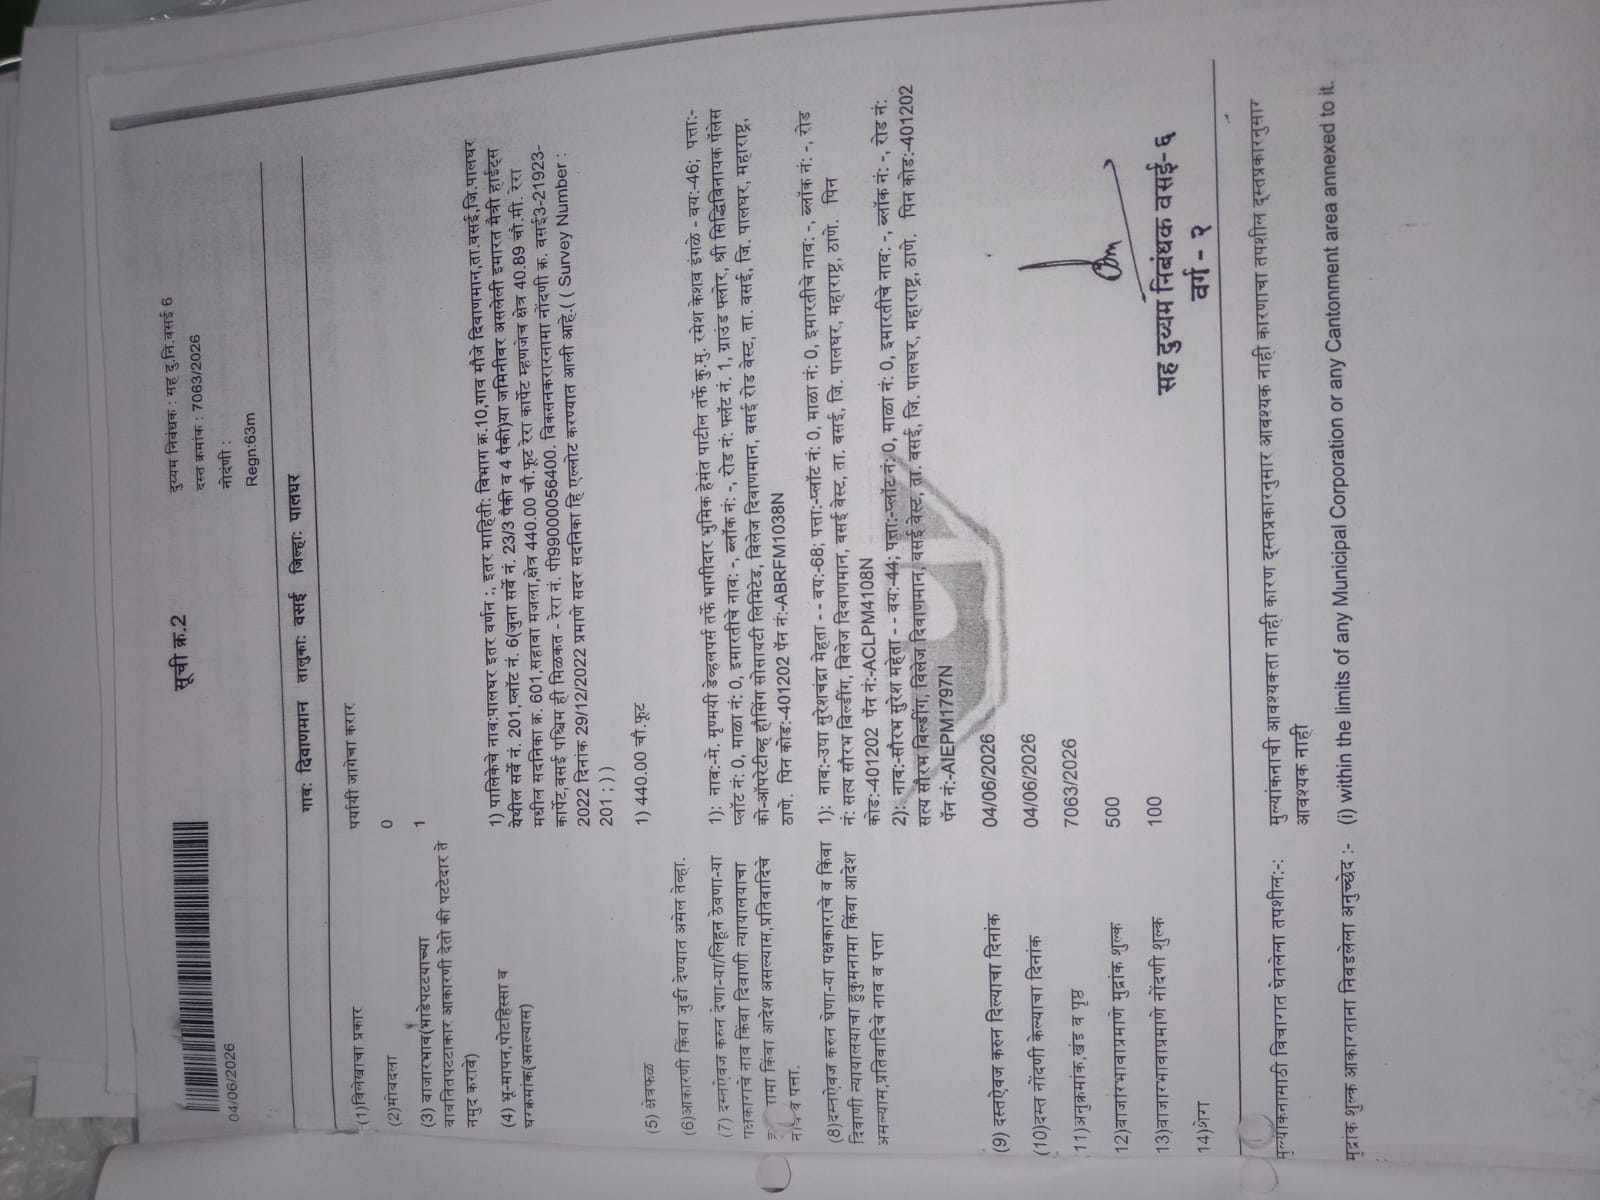 सूची क्र.2
दुय्यम निबंधक : सह दु.नि.वसई 6
दस्त क्रमांक : 7063/2026
नोदंणी :
Regn:63m
04/06/2026
गाव: दिवाणमान तालुका: वसई जिल्हा: पालघर
(1)विलेखाचा प्रकार पर्यायी जागेचा करार
(2)मोबदला 0
(3) बाजारभाव(भाडेपटटयाच्या 1
बाबतितपटटाकार आकारणी देतो की पटटेदार ते
नमुद करावे)
(4) भू-मापन,पोटहिस्सा व
घरक्रमांक(असल्यास)
1) पालिकेचे नाव:पालघर इतर वर्णन :, इतर माहिती: विभाग क्र.10,गाव मौजे दिवाणमान,ता.वसई,जि.पालघर
येथील सर्वे नं. 201,प्लॉट नं. 6(जुना सर्वे नं. 23/3 पैकी व 4 पैकी)या जमिनीवर असलेली इमारत मैत्री हाईट्स
मधील सदनिका क्र. 601,सहावा मजला,क्षेत्र 440.00 चौ.फूट रेरा कार्पेट म्हणजेच क्षेत्र 40.89 चौ.मी. रेरा
कार्पेट,वसई पश्चिम ही मिळकत - रेरा नं. पी99000056400. विकसनकरारनामा नोंदणी क्र. वसई3-21923-
2022 दिनांक 29/12/2022 प्रमाणे सदर सदनिका हि एल्लोट करण्यात आली आहे.( ( Survey Number :
201 ; ) )
(5) क्षेत्रफळ 1) 440.00 चौ.फूट
(6)आकारणी किंवा जुडी देण्यात असेल तेव्हा.
(7) दस्तऐवज करुन देणा-या/लिहून ठेवणा-या
पक्षकाराचे नाव किंवा दिवाणी न्यायालयाचा
नामा किंवा आदेश असल्यास,प्रतिवादिचे
नाव व पत्ता.
1): नाव:-मे. मृण्मयी डेव्हलपर्स तर्फे भागीदार भुमिक हेमंत पाटील तर्फे कु.मु. रमेश केशव डंगळे - वय:-46; पत्ता:-
प्लॉट नं: 0, माळा नं: 0, इमारतीचे नाव: -, ब्लॉक नं: -, रोड नं: फ्लॅट नं. 1, ग्राउंड फ्लोर, श्री सिद्धिविनायक पॅलेस
को-ऑपरेटीव्ह हौसिंग सोसायटी लिमिटेड, विलेज दिवाणमान, वसई रोड वेस्ट, ता. वसई, जि. पालघर, महाराष्ट्र,
ठाणे. पिन कोड:-401202 पॅन नं:-ABRFM1038N
(8)दस्तऐवज करुन घेणा-या पक्षकाराचे व किंवा
दिवाणी न्यायालयाचा हुकुमनामा किंवा आदेश
असल्यास,प्रतिवादिचे नाव व पत्ता
1): नाव:-उषा सुरेशचंद्रा मेहता - - वय:-68; पत्ता:-प्लॉट नं: 0, माळा नं: 0, इमारतीचे नाव: -, ब्लॉक नं: -, रोड
नं: सत्य सौरभ बिल्डींग, विलेज दिवाणमान, वसई वेस्ट, ता. वसई, जि. पालघर, महाराष्ट्र, ठाणे. पिन
कोड:-401202 पॅन नं:-ACLPM4108N
2): नाव:-सौरभ सुरेश महेता - - वय:-44; पत्ता:-प्लॉट नं: 0, माळा नं: 0, इमारतीचे नाव: -, ब्लॉक नं: -, रोड नं:
सत्य सौरभ बिल्डींग, विलेज दिवाणमान, वसई वेस्ट, ता. वसई, जि. पालघर, महाराष्ट्र, ठाणे. पिन कोड:-401202
पॅन नं:-AIEPM1797N
(9) दस्तऐवज करुन दिल्याचा दिनांक 04/06/2026
(10)दस्त नोंदणी केल्याचा दिनांक 04/06/2026
11)अनुक्रमांक,खंड व पृष्ठ 7063/2026
12)बाजारभावाप्रमाणे मुद्रांक शुल्क 500
13)बाजारभावाप्रमाणे नोंदणी शुल्क 100
14)शेरा
सह दुय्यम निबंधक वसई-६
वर्ग - २
मुल्यांकनासाठी विचारात घेतलेला तपशील:-: मुल्यांकनाची आवश्यकता नाही कारण द्स्तप्रकारनुसार आवश्यक नाही कारणाचा तपशील द्स्तप्रकारनुसार
आवश्यक नाही
मुद्रांक शुल्क आकारताना निवडलेला अनुच्छेद :- (i) within the limits of any Municipal Corporation or any Cantonment area annexed to it.